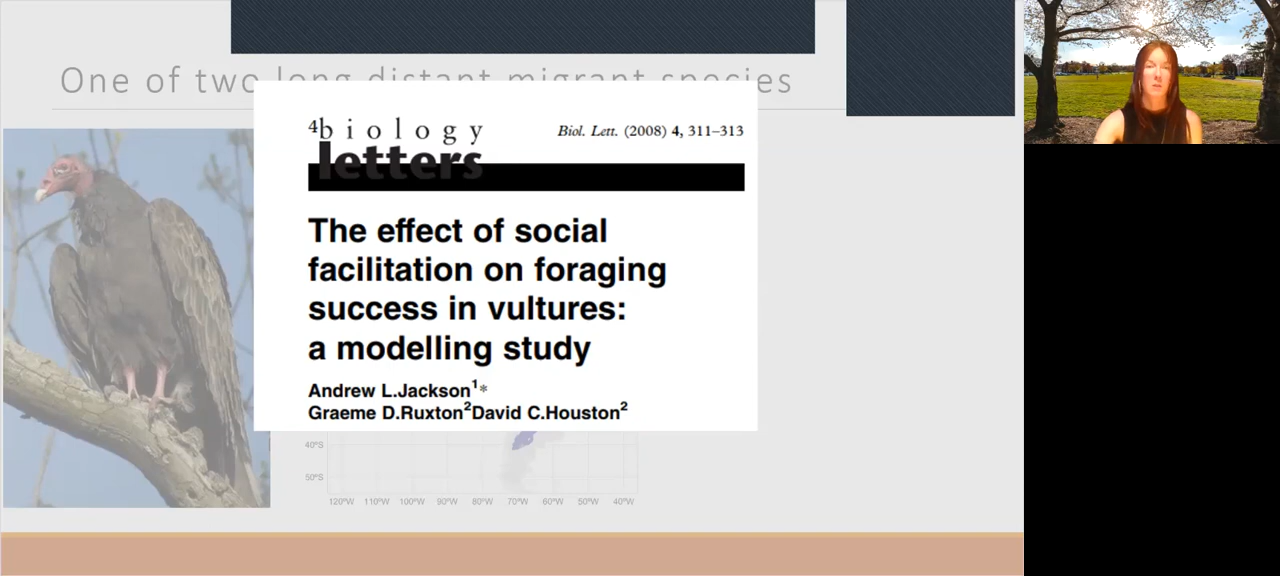 One of two long distant migrant species
4biology
letters
Biol. Lett. (2008) 4, 311–313
The effect of social
facilitation on foraging
success in vultures:
a modelling study
Andrew L.Jackson1*
Graeme D.Ruxton2David C.Houston2
40°S
50°S
120°W 110°W 100°W 90°W 80°W 70°W 60°W 50°W 40°W